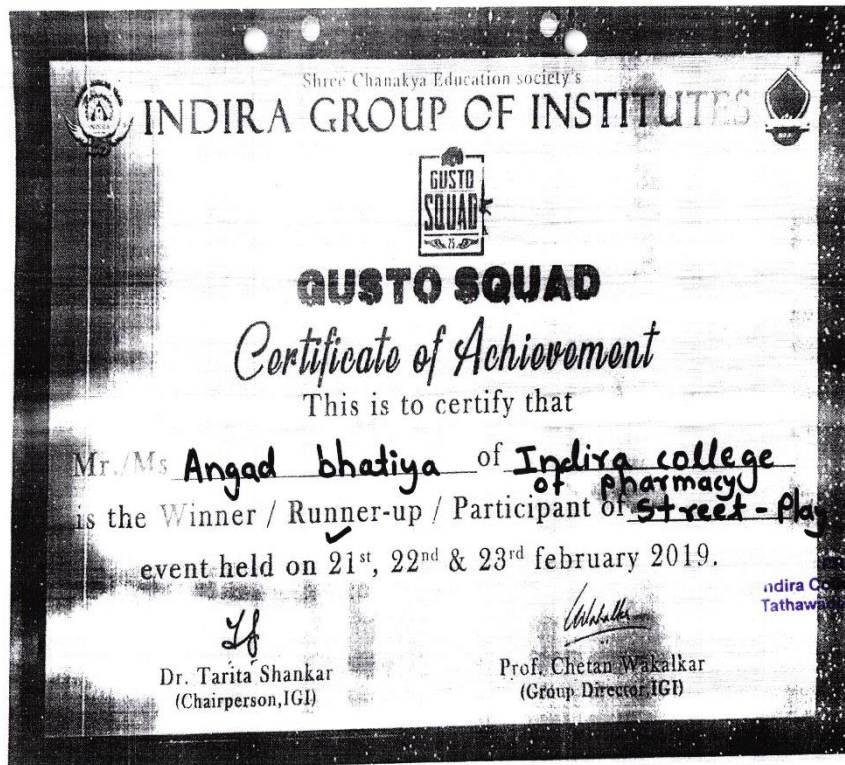 Shree Chanakya Education society's
INDIRA GROUP OF INSTITUTES
GUSTO
SQUAD
25
GUSTO SQUAD
Certificate of Achievement
This is to certify that
Mr./Ms Angad bhatiya of Indira college
of pharmacy
is the Winner / Runner-up / Participant of Street-Play
event held on 21st, 22nd & 23rd february 2019.
ndira Co
Tathawa
Dr. Tarita Shankar
(Chairperson,IGI)
Prof. Chetan Wakalkar
(Group Director,IGI)